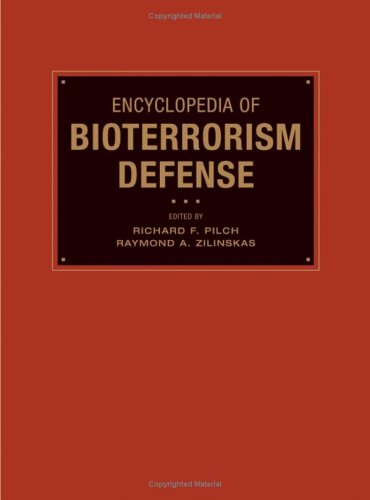 Copyrighted Material
ENCYCLOPEDIA OF
BIOTERRORISM
DEFENSE
EDITED BY
RICHARD F. PILCH
RAYMOND A. ZILINSKAS
Copyrighted Material